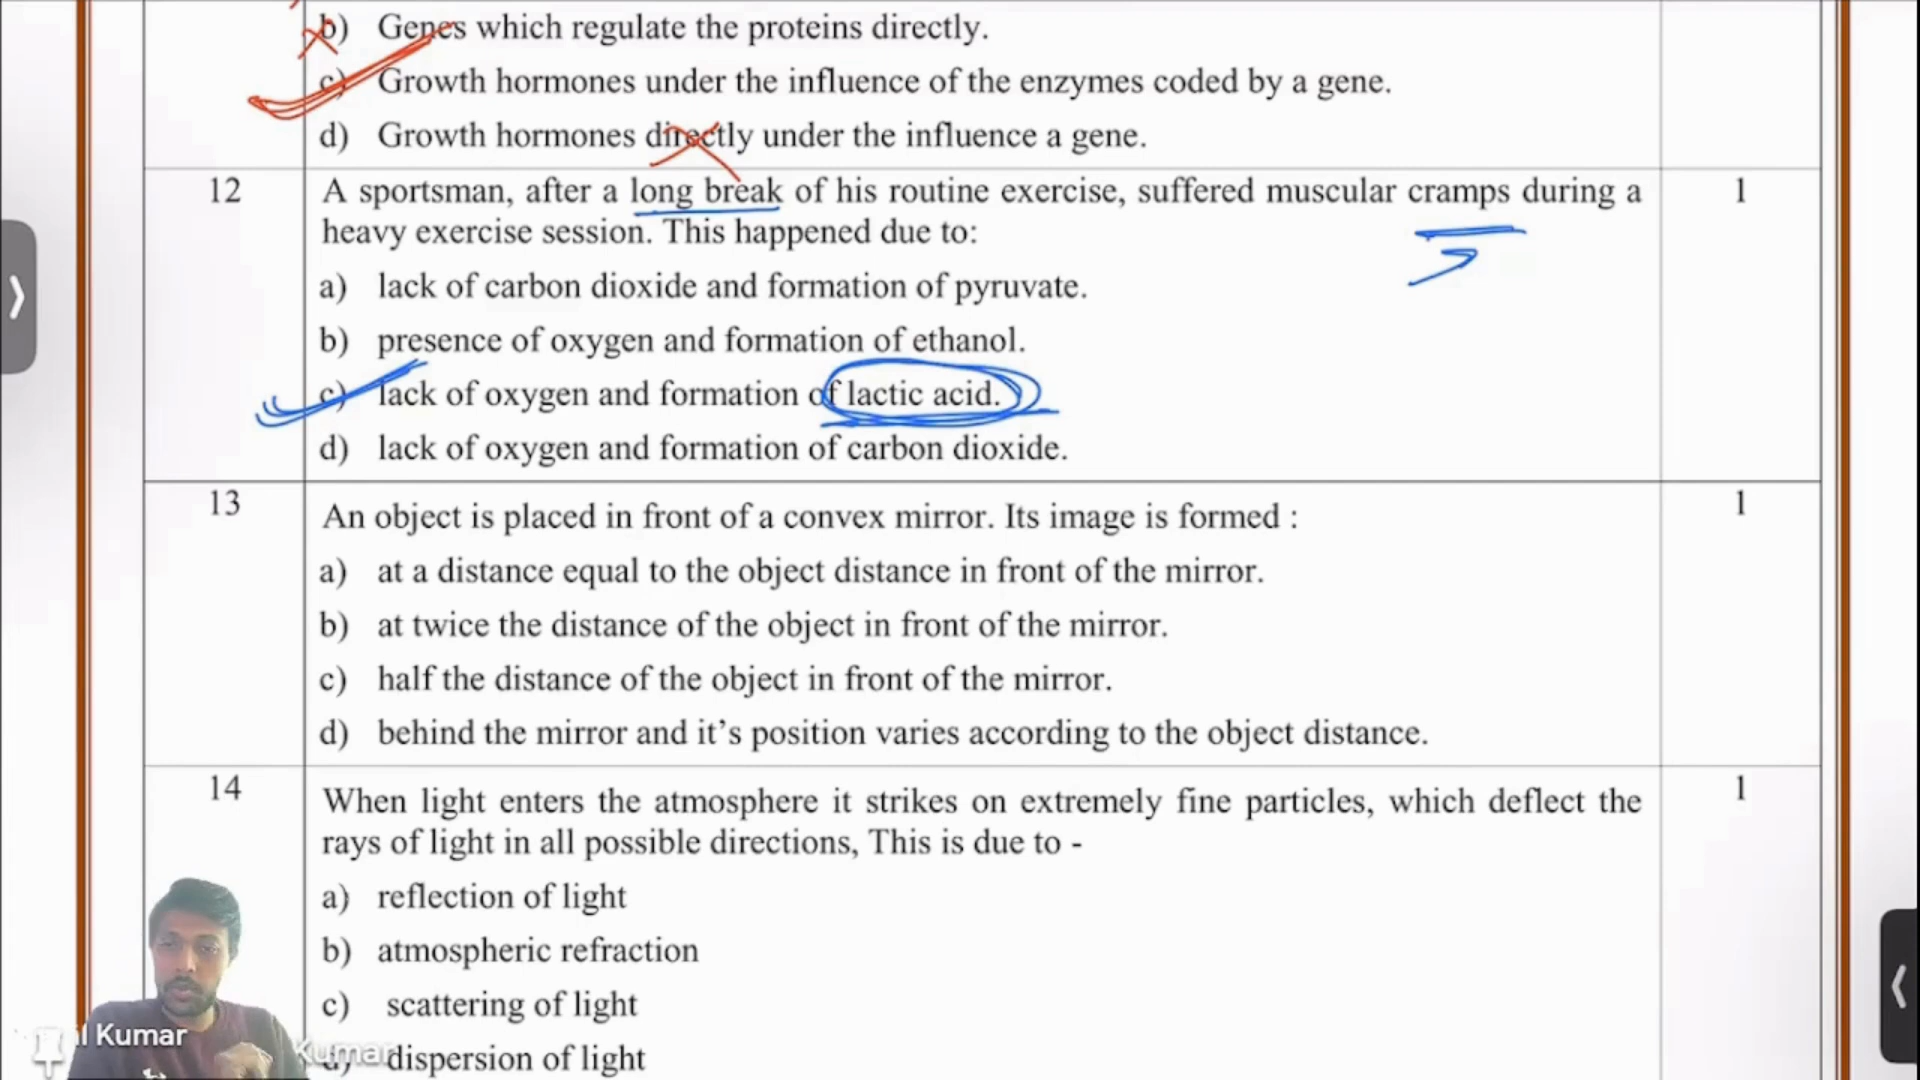 b) Genes which regulate the proteins directly.
c) Growth hormones under the influence of the enzymes coded by a gene.
d) Growth hormones directly under the influence a gene.
12 A sportsman, after a long break of his routine exercise, suffered muscular cramps during a 1
heavy exercise session. This happened due to:
a) lack of carbon dioxide and formation of pyruvate.
b) presence of oxygen and formation of ethanol.
c) lack of oxygen and formation of lactic acid.
d) lack of oxygen and formation of carbon dioxide.
13 An object is placed in front of a convex mirror. Its image is formed : 1
a) at a distance equal to the object distance in front of the mirror.
b) at twice the distance of the object in front of the mirror.
c) half the distance of the object in front of the mirror.
d) behind the mirror and it's position varies according to the object distance.
14 When light enters the atmosphere it strikes on extremely fine particles, which deflect the 1
rays of light in all possible directions, This is due to -
a) reflection of light
b) atmospheric refraction
c) scattering of light
d) dispersion of light
Kumar
Kumar